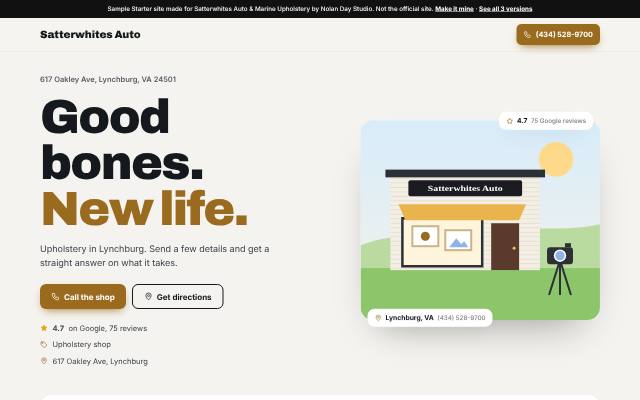 Sample Starter site made for Satterwhites Auto & Marine Upholstery by Nolan Day Studio. Not the official site. Make it mine · See all 3 versions
Satterwhites Auto
(434) 528-9700
617 Oakley Ave, Lynchburg, VA 24501
Good
bones.
New life.
Upholstery in Lynchburg. Send a few details and get a
straight answer on what it takes.
Call the shop
Get directions
4.7 on Google, 75 reviews
Upholstery shop
617 Oakley Ave, Lynchburg
4.7 75 Google reviews
Satterwhites Auto
Lynchburg, VA (434) 528-9700